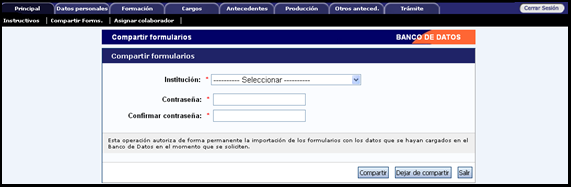 Principal Datos personales Formación Cargos Antecedentes Producción Otros anteced. Trámite Cerrar Sesión
Instructivos Compartir Forms. Asignar colaborador
Compartir formularios BANCO DE DATOS
Compartir formularios
Institución: * ---------- Seleccionar ----------
Contraseña: *
Confirmar contraseña: *
Esta operación autoriza de forma permanente la importación de los formularios con los datos que se hayan cargados en el
Banco de Datos en el momento que se soliciten.
Compartir Dejar de compartir Salir